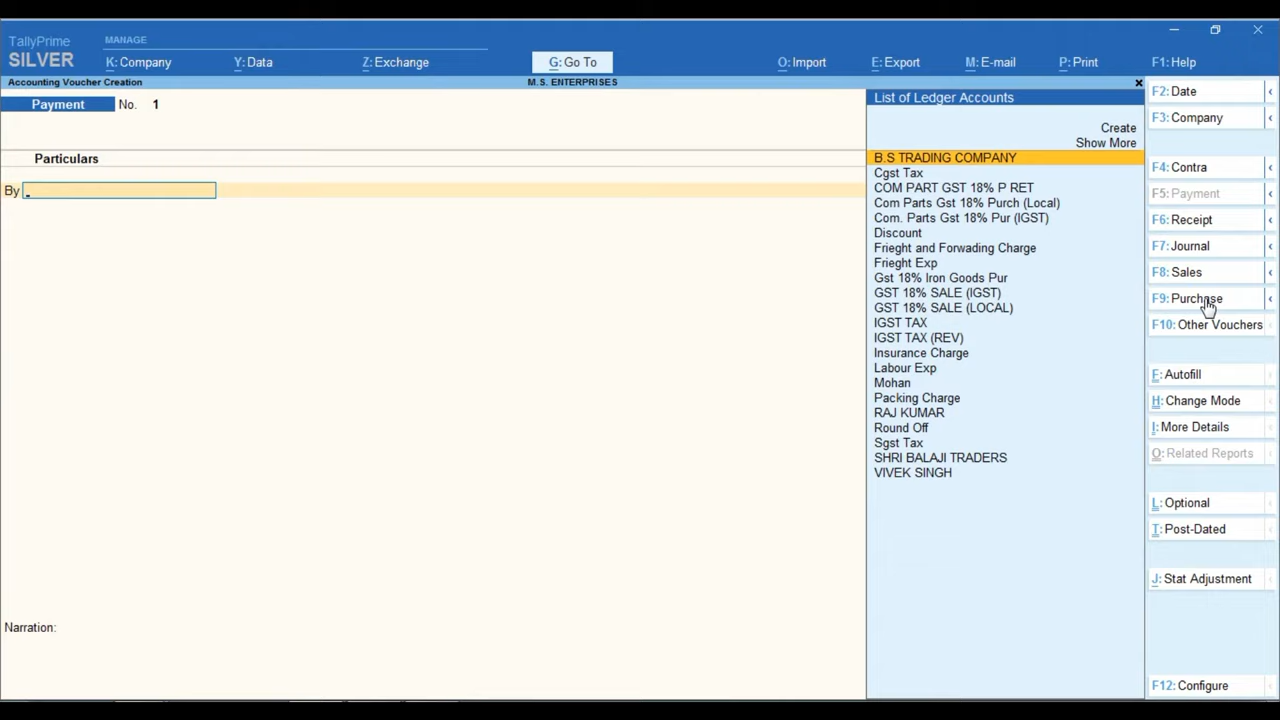 TallyPrime
SILVER
MANAGE
K: Company
Y: Data
Z: Exchange
G: Go To
O: Import
E: Export
M: E-mail
P: Print
F1: Help
Accounting Voucher Creation
M.S. ENTERPRISES
Payment No. 1
Particulars
By
Narration:
List of Ledger Accounts
Create
Show More
B.S TRADING COMPANY
Cgst Tax
COM PART GST 18% P RET
Com Parts Gst 18% Purch (Local)
Com. Parts Gst 18% Pur (IGST)
Discount
Frieght and Forwading Charge
Frieght Exp
Gst 18% Iron Goods Pur
GST 18% SALE (IGST)
GST 18% SALE (LOCAL)
IGST TAX
IGST TAX (REV)
Insurance Charge
Labour Exp
Mohan
Packing Charge
RAJ KUMAR
Round Off
Sgst Tax
SHRI BALAJI TRADERS
VIVEK SINGH
F2: Date
F3: Company
F4: Contra
F5: Payment
F6: Receipt
F7: Journal
F8: Sales
F9: Purchase
F10: Other Vouchers
F: Autofill
H: Change Mode
I: More Details
O: Related Reports
L: Optional
T: Post-Dated
J: Stat Adjustment
F12: Configure